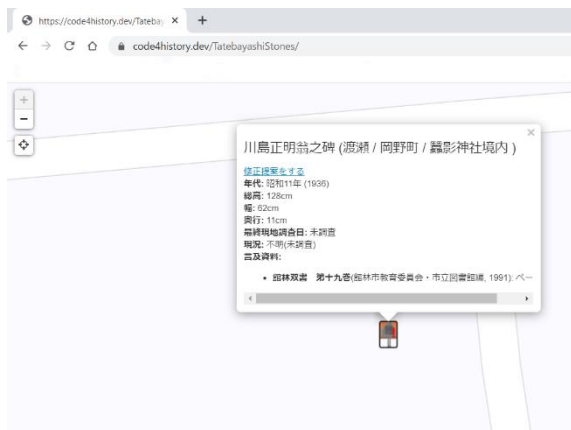 https://code4history.dev/Tatebay
code4history.dev/TatebayashiStones/
川島正明翁之碑 (渡瀬 / 岡野町 / 蠶影神社境内 )
修正提案をする
年代: 昭和11年 (1936)
総高: 128cm
幅: 62cm
奥行: 11cm
最終現地調査日: 未調査
現況: 不明(未調査)
言及資料:
館林双書 第十九巻(館林市教育委員会・市立図書館編, 1991): ペー